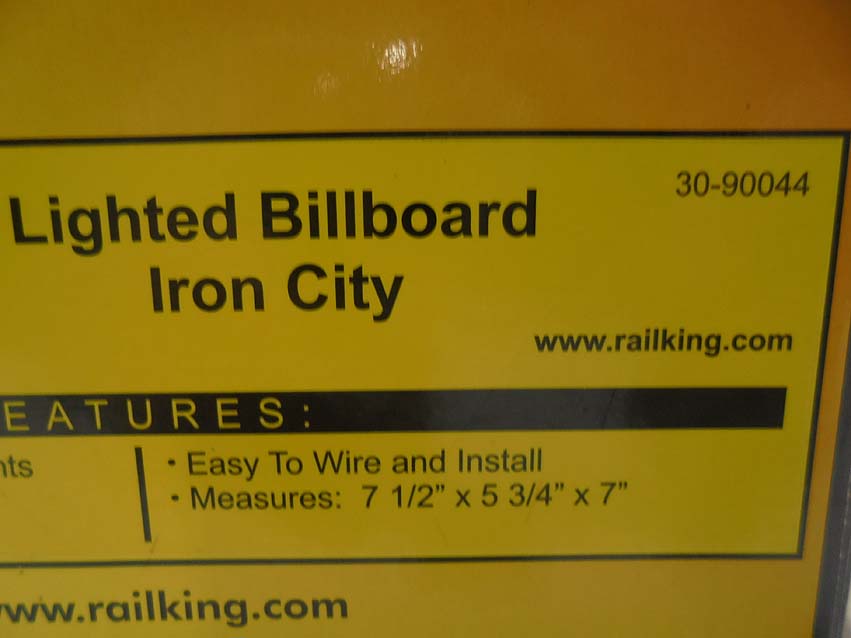 30-90044
Lighted Billboard
Iron City
www.railking.com
EATURES:
nts
• Easy To Wire and Install
• Measures: 7 1/2” x 5 3/4” x 7”
ww.railking.com